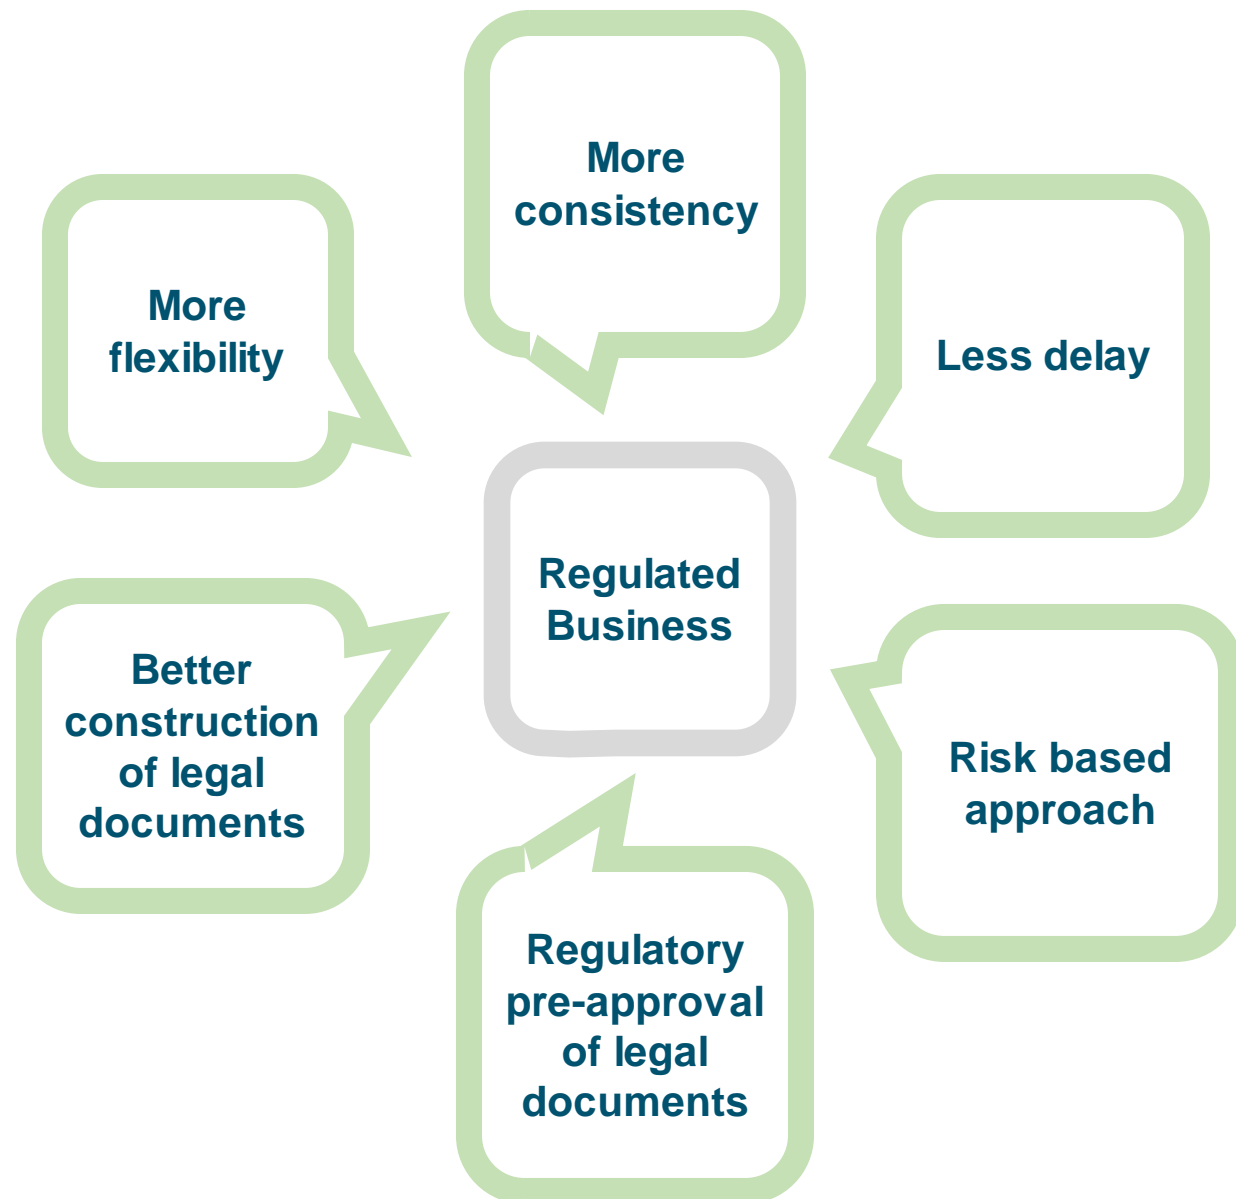 More
consistency
More
flexibility
Less delay
Regulated
Business
Better
construction
of legal
documents
Risk based
approach
Regulatory
pre-approval
of legal
documents